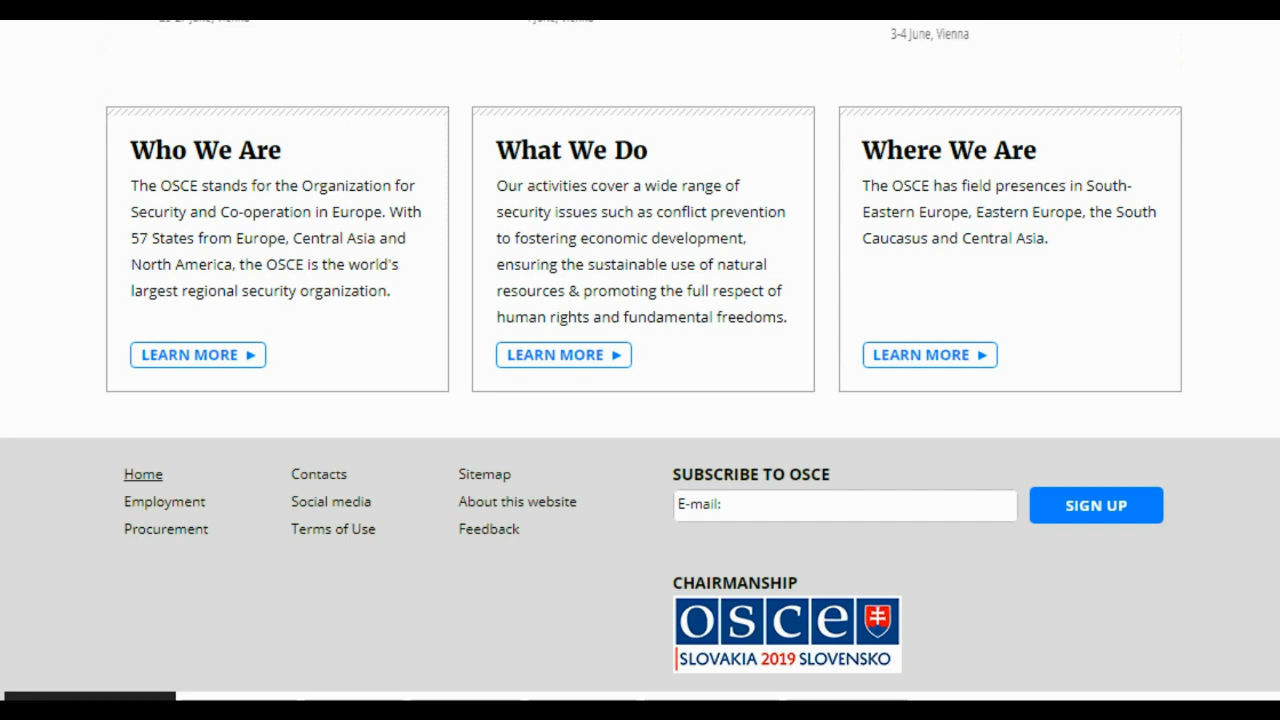 3-4 June, Vienna
Who We Are
The OSCE stands for the Organization for
Security and Co-operation in Europe. With
57 States from Europe, Central Asia and
North America, the OSCE is the world's
largest regional security organization.
LEARN MORE ►
What We Do
Our activities cover a wide range of
security issues such as conflict prevention
to fostering economic development,
ensuring the sustainable use of natural
resources & promoting the full respect of
human rights and fundamental freedoms.
LEARN MORE ►
Where We Are
The OSCE has field presences in South-
Eastern Europe, Eastern Europe, the South
Caucasus and Central Asia.
LEARN MORE ►
Home
Employment
Procurement
Contacts
Social media
Terms of Use
Sitemap
About this website
Feedback
SUBSCRIBE TO OSCE
E-mail:
SIGN UP
CHAIRMANSHIP
osce
SLOVAKIA 2019 SLOVENSKO